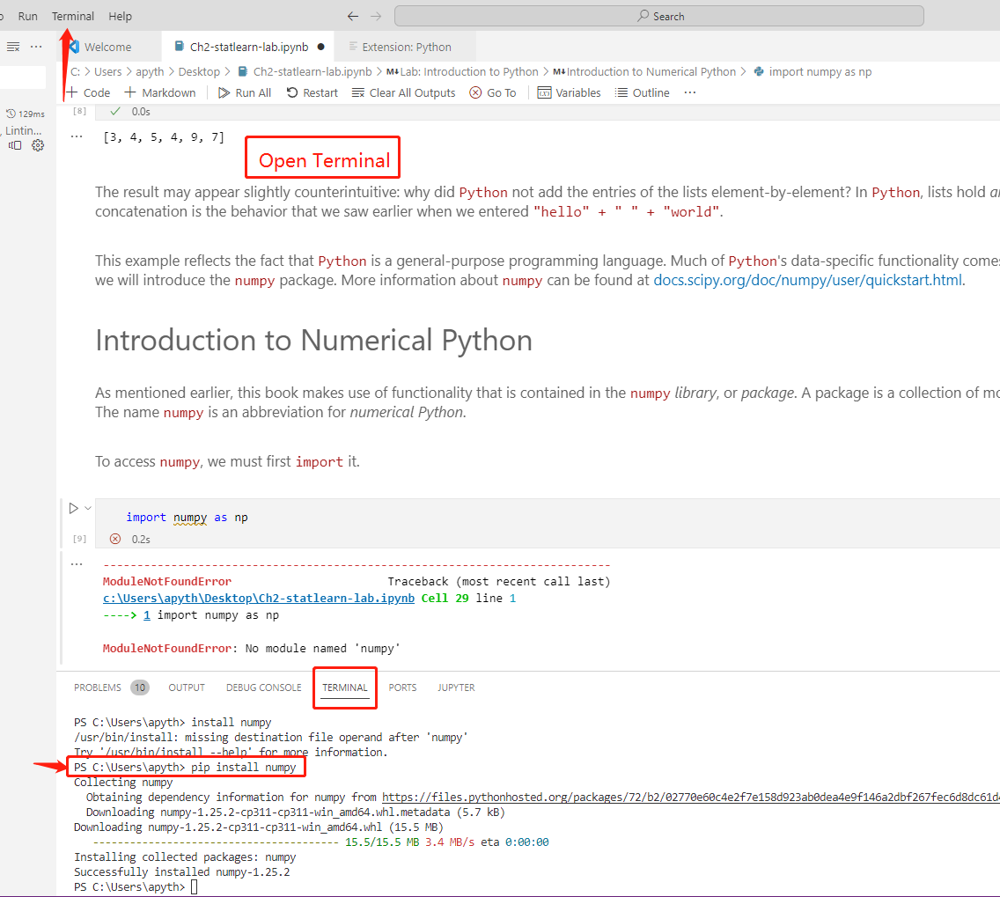 Run Terminal Help Search
Welcome Ch2-statlearn-lab.ipynb Extension: Python
C: > Users > apyth > Desktop > Ch2-statlearn-lab.ipynb > M↓Lab: Introduction to Python > M↓Introduction to Numerical Python > import numpy as np
+ Code + Markdown Run All Restart Clear All Outputs Go To Variables Outline ...
129ms
, Lintin...
[8] 0.0s
... [3, 4, 5, 4, 9, 7]
Open Terminal
The result may appear slightly counterintuitive: why did Python not add the entries of the lists element-by-element? In Python, lists hold
concatenation is the behavior that we saw earlier when we entered "hello" + " " + "world".
This example reflects the fact that Python is a general-purpose programming language. Much of Python's data-specific functionality come
we will introduce the numpy package. More information about numpy can be found at docs.scipy.org/doc/numpy/user/quickstart.html.
Introduction to Numerical Python
As mentioned earlier, this book makes use of functionality that is contained in the numpy library, or package. A package is a collection of
The name numpy is an abbreviation for numerical Python.
To access numpy, we must first import it.
import numpy as np
[9] 0.2s
... ---------------------------------------------------------------------------
ModuleNotFoundError Traceback (most recent call last)
c:\Users\apyth\Desktop\Ch2-statlearn-lab.ipynb Cell 29 line 1
----> 1 import numpy as np
ModuleNotFoundError: No module named 'numpy'
PROBLEMS 10 OUTPUT DEBUG CONSOLE TERMINAL PORTS JUPYTER
PS C:\Users\apyth> install numpy
/usr/bin/install: missing destination file operand after 'numpy'
Try '/usr/bin/install --help' for more information.
PS C:\Users\apyth> pip install numpy
Collecting numpy
Obtaining dependency information for numpy from https://files.pythonhosted.org/packages/72/b2/02770e60c4e2f7e158d923ab0dea4e9f146a2dbf267fec6d8dc61d
Downloading numpy-1.25.2-cp311-cp311-win_amd64.whl.metadata (5.7 kB)
Downloading numpy-1.25.2-cp311-cp311-win_amd64.whl (15.5 MB)
---------------------------------------- 15.5/15.5 MB 3.4 MB/s eta 0:00:00
Installing collected packages: numpy
Successfully installed numpy-1.25.2
PS C:\Users\apyth>